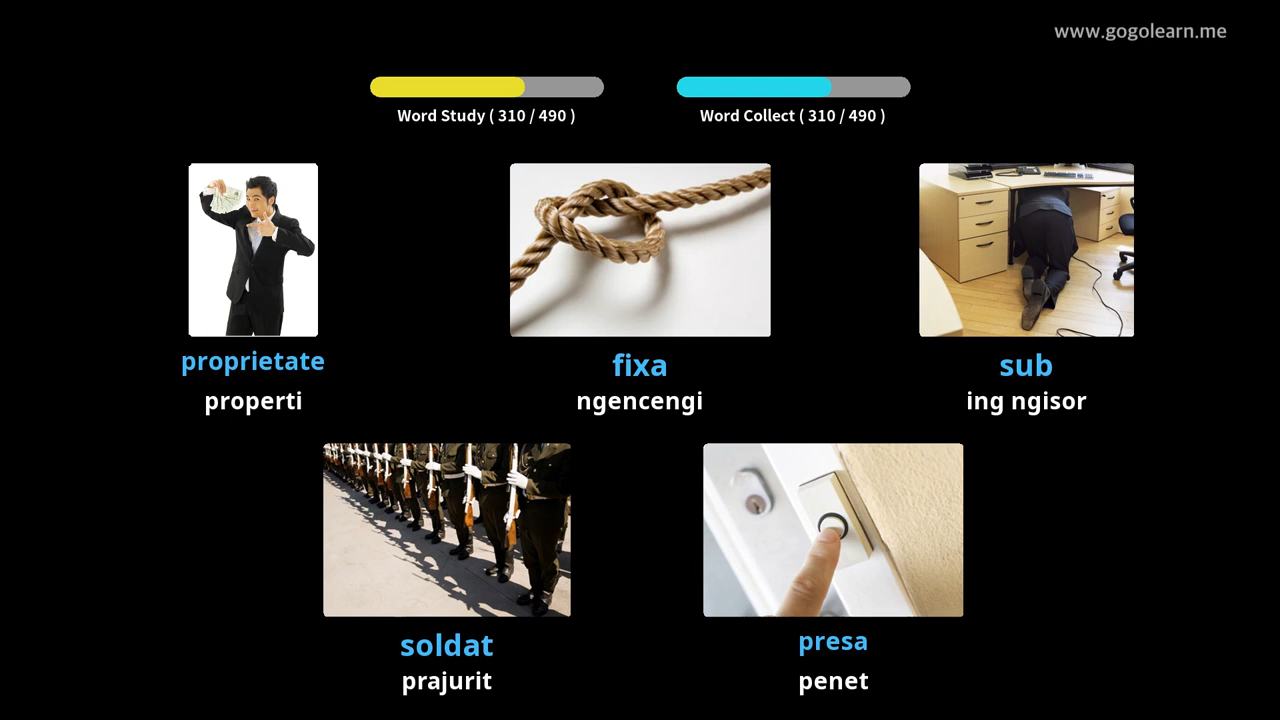 www.gogolearn.me
Word Study ( 310 / 490 )
Word Collect ( 310 / 490 )
proprietate
properti
fixa
ngencengi
sub
ing ngisor
soldat
prajurit
presa
penet